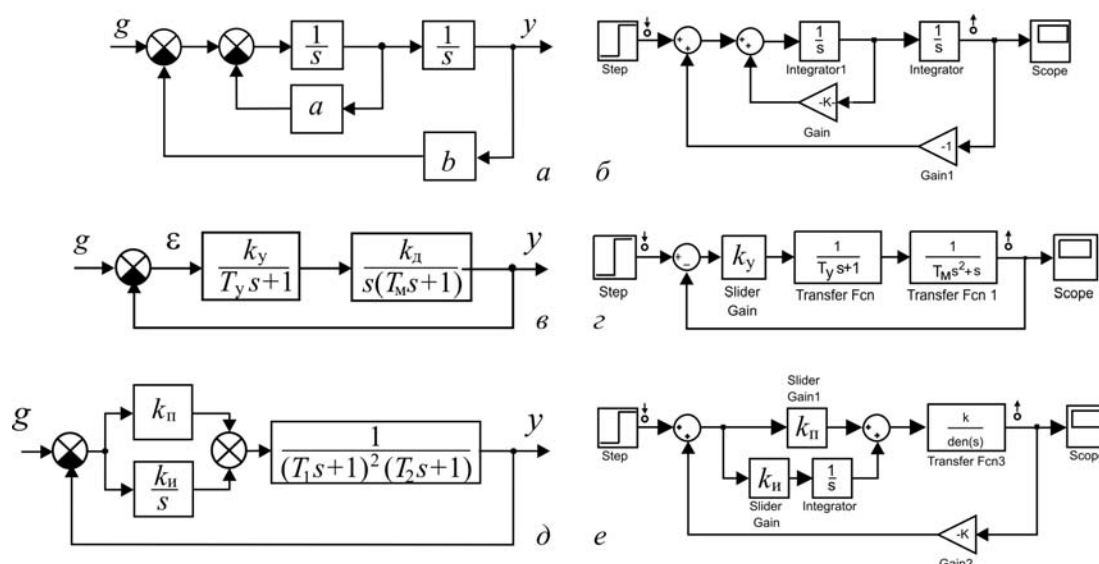 g
1
s
1
s
y
a
b
а
Step
+
+
+
+
1
s
Integrator1
1
s
Integrator
Scope
-K-
Gain
-1
Gain1
б
g
ε
kу
Tуs+1
kд
s(Tмs+1)
y
в
Step
+
−
kу
Slider
Gain
1
Tуs+1
Transfer Fcn
1
Tмs²+s
Transfer Fcn 1
Scope
г
g
kп
kи
s
1
(T1s+1)²(T2s+1)
y
д
Step
+
+
Slider
Gain1
kп
kи
Slider
Gain
1
s
Integrator
+
+
k
den(s)
Transfer Fcn3
Scope
-K
Gain2
е